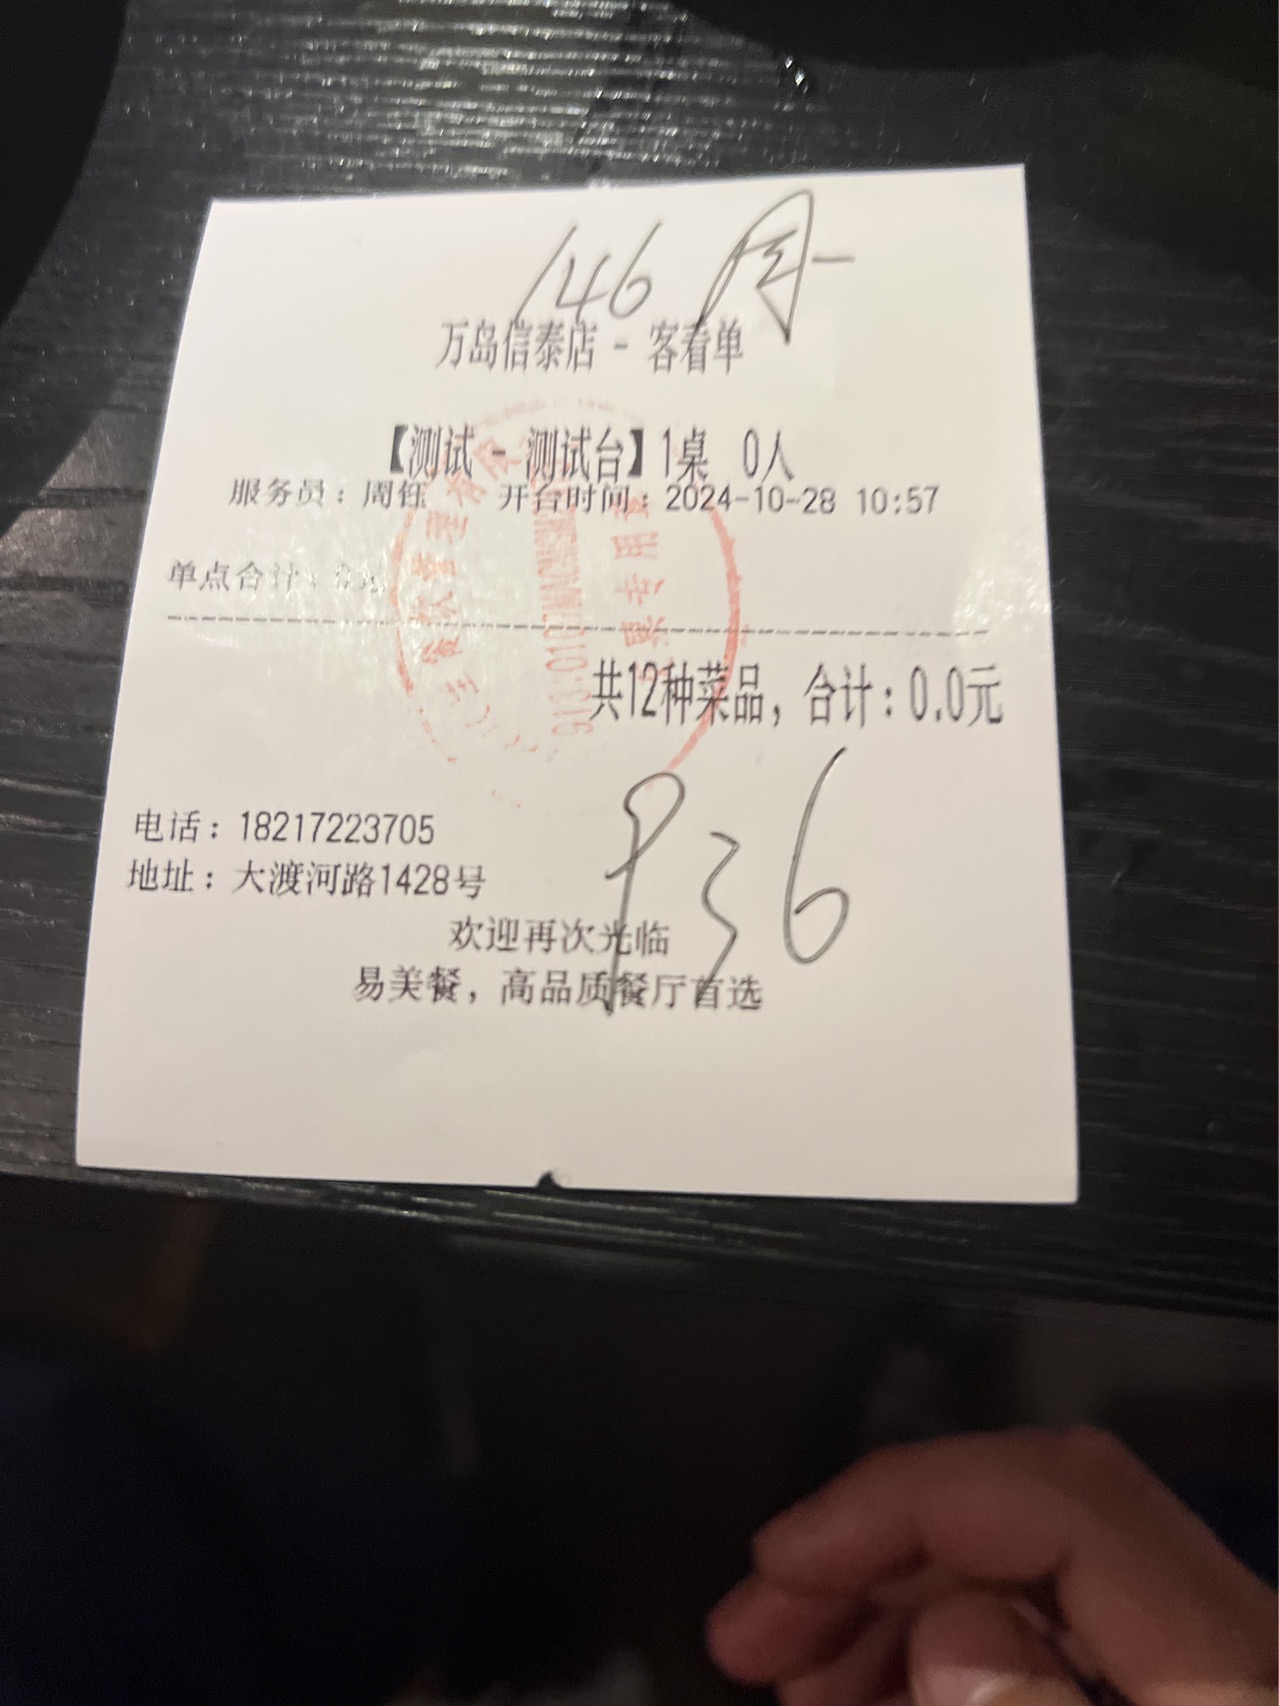 146 周一
万岛信泰店 - 客看单
【测试 - 测试台】1桌 0人
服务员：周钰 开台时间：2024-10-28 10:57
单点合计：
共12种菜品，合计：0.0元
P36
电话：18217223705
地址：大渡河路1428号
欢迎再次光临
易美餐，高品质餐厅首选